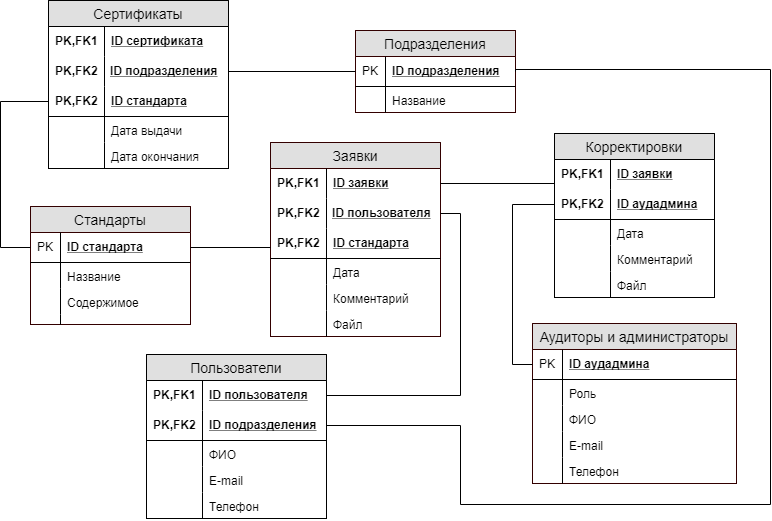 Сертификаты
PK,FK1 ID сертификата
PK,FK2 ID подразделения
PK,FK2 ID стандарта
Дата выдачи
Дата окончания
Подразделения
PK ID подразделения
Название
Заявки
PK,FK1 ID заявки
PK,FK2 ID пользователя
PK,FK2 ID стандарта
Дата
Комментарий
Файл
Корректировки
PK,FK1 ID заявки
PK,FK2 ID аудадмина
Дата
Комментарий
Файл
Стандарты
PK ID стандарта
Название
Содержимое
Аудиторы и администраторы
PK ID аудадмина
Роль
ФИО
E-mail
Телефон
Пользователи
PK,FK1 ID пользователя
PK,FK2 ID подразделения
ФИО
E-mail
Телефон